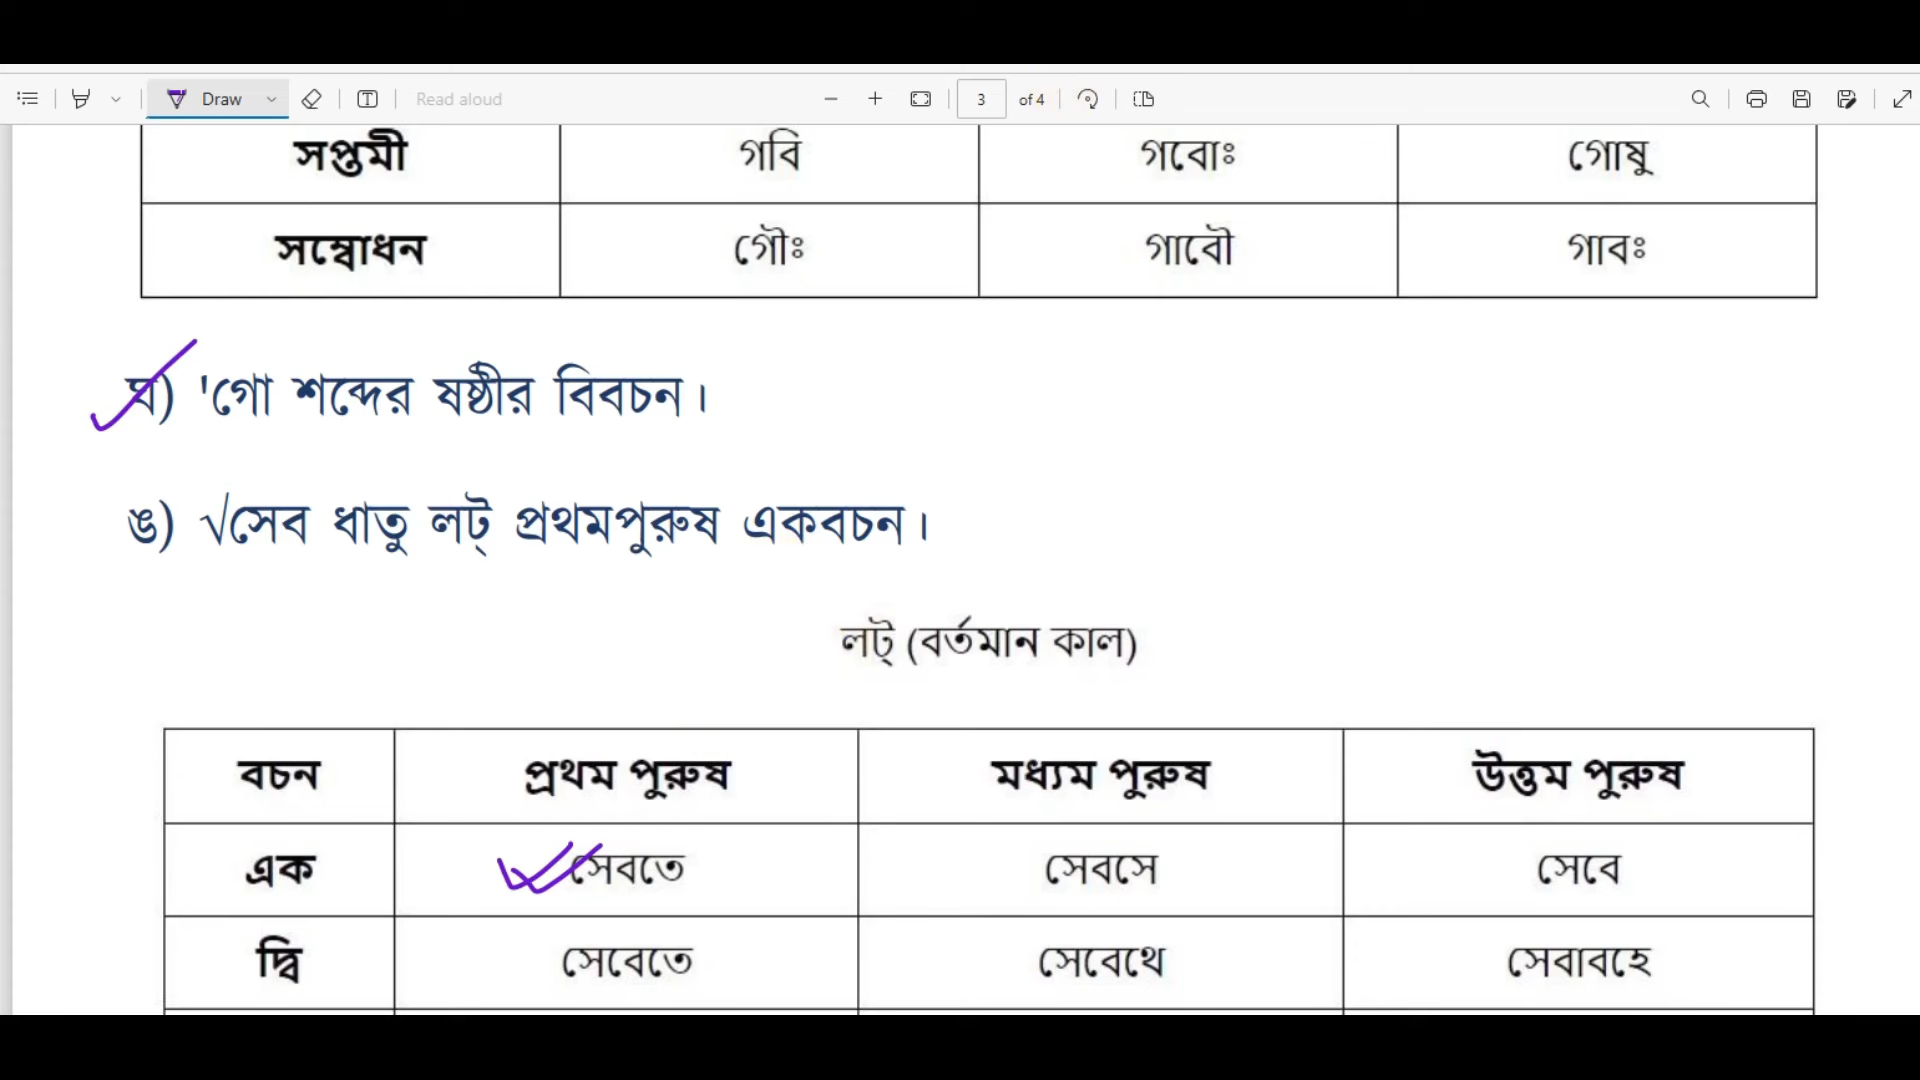 Draw Read aloud 3 of 4
সপ্তমী গবি গবোঃ গোষু
সম্বোধন গৌঃ গাবৌ গাবঃ
ঘ) 'গো শব্দের ষষ্ঠীর বিবচন।
ঙ) √সেব ধাতু লট্ প্রথমপুরুষ একবচন।
লট্ (বর্তমান কাল)
বচন প্রথম পুরুষ মধ্যম পুরুষ উত্তম পুরুষ
এক সেবতে সেবসে সেবে
দ্বি সেবেতে সেবেথে সেবাবহে